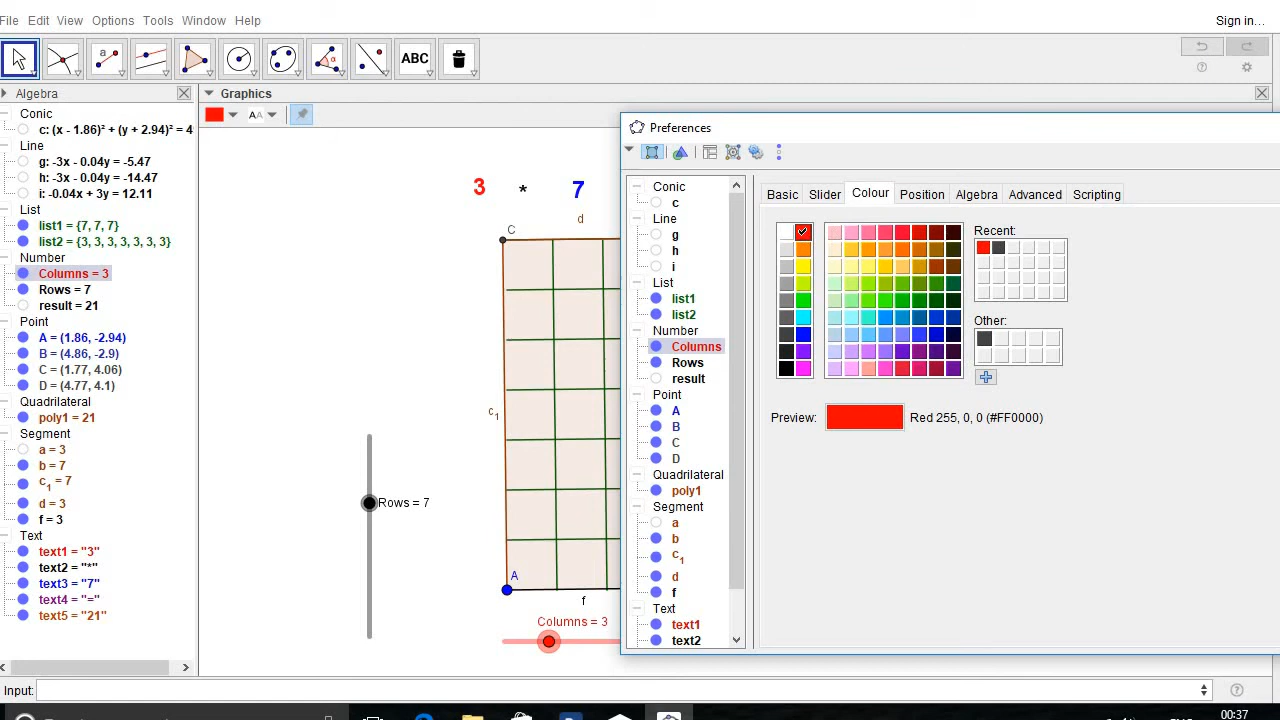 File Edit View Options Tools Window Help
Sign in...
ABC
Algebra
Graphics
AA
Conic
c: (x - 1.86)² + (y + 2.94)² = 4
Line
g: -3x - 0.04y = -5.47
h: -3x - 0.04y = -14.47
i: -0.04x + 3y = 12.11
List
list1 = {7, 7, 7}
list2 = {3, 3, 3, 3, 3, 3, 3}
Number
Columns = 3
Rows = 7
result = 21
Point
A = (1.86, -2.94)
B = (4.86, -2.9)
C = (1.77, 4.06)
D = (4.77, 4.1)
Quadrilateral
poly1 = 21
Segment
a = 3
b = 7
c₁ = 7
d = 3
f = 3
Text
text1 = "3"
text2 = "*"
text3 = "7"
text4 = "="
text5 = "21"
3 * 7
d
C
c₁
Rows = 7
A
f
Columns = 3
Preferences
Conic
c
Line
g
h
i
List
list1
list2
Number
Columns
Rows
result
Point
A
B
C
D
Quadrilateral
poly1
Segment
a
b
c₁
d
f
Text
text1
text2
Basic Slider Colour Position Algebra Advanced Scripting
Recent:
Other:
Preview: Red 255, 0, 0 (#FF0000)
Input:
00:37